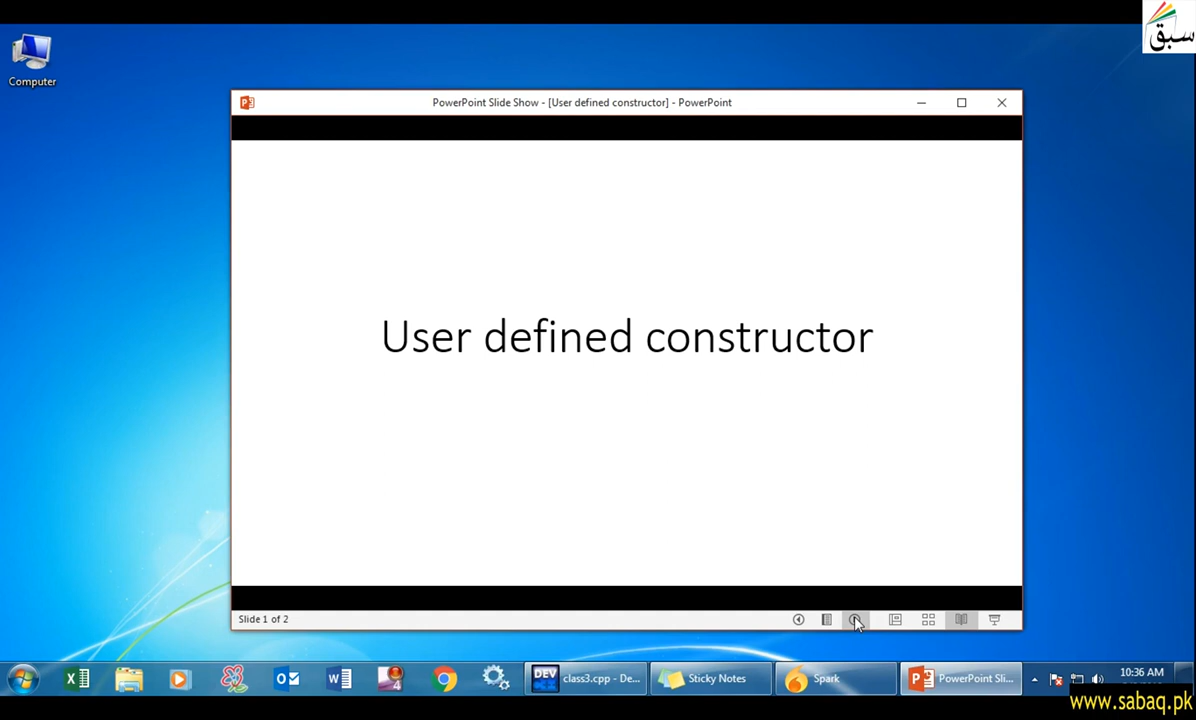 سبق
Computer
PowerPoint Slide Show - [User defined constructor] - PowerPoint
User defined constructor
Slide 1 of 2
DEV
class3.cpp - De...
Sticky Notes
Spark
PowerPoint Sli...
10:36 AM
www.sabaq.pk